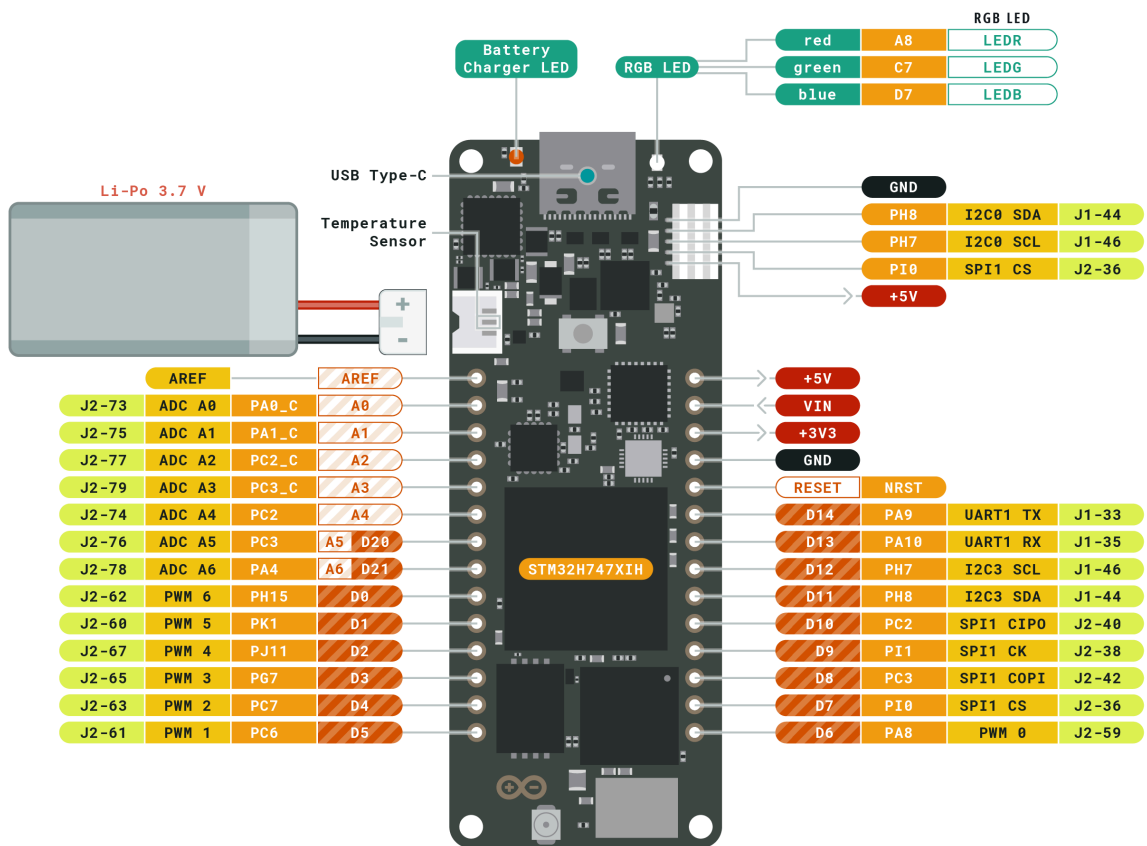 RGB LED
Battery
Charger LED
RGB LED
red A8 LEDR
green C7 LEDG
blue D7 LEDB
USB Type-C
Temperature
Sensor
Li-Po 3.7 V
+
-
GND
PH8 I2C0 SDA J1-44
PH7 I2C0 SCL J1-46
PI0 SPI1 CS J2-36
+5V
AREF AREF
J2-73 ADC A0 PA0_C A0
J2-75 ADC A1 PA1_C A1
J2-77 ADC A2 PC2_C A2
J2-79 ADC A3 PC3_C A3
J2-74 ADC A4 PC2 A4
J2-76 ADC A5 PC3 A5 D20
J2-78 ADC A6 PA4 A6 D21
J2-62 PWM 6 PH15 D0
J2-60 PWM 5 PK1 D1
J2-67 PWM 4 PJ11 D2
J2-65 PWM 3 PG7 D3
J2-63 PWM 2 PC7 D4
J2-61 PWM 1 PC6 D5
STM32H747XIH
+5V
VIN
+3V3
GND
RESET NRST
D14 PA9 UART1 TX J1-33
D13 PA10 UART1 RX J1-35
D12 PH7 I2C3 SCL J1-46
D11 PH8 I2C3 SDA J1-44
D10 PC2 SPI1 CIPO J2-40
D9 PI1 SPI1 CK J2-38
D8 PC3 SPI1 COPI J2-42
D7 PI0 SPI1 CS J2-36
D6 PA8 PWM 0 J2-59